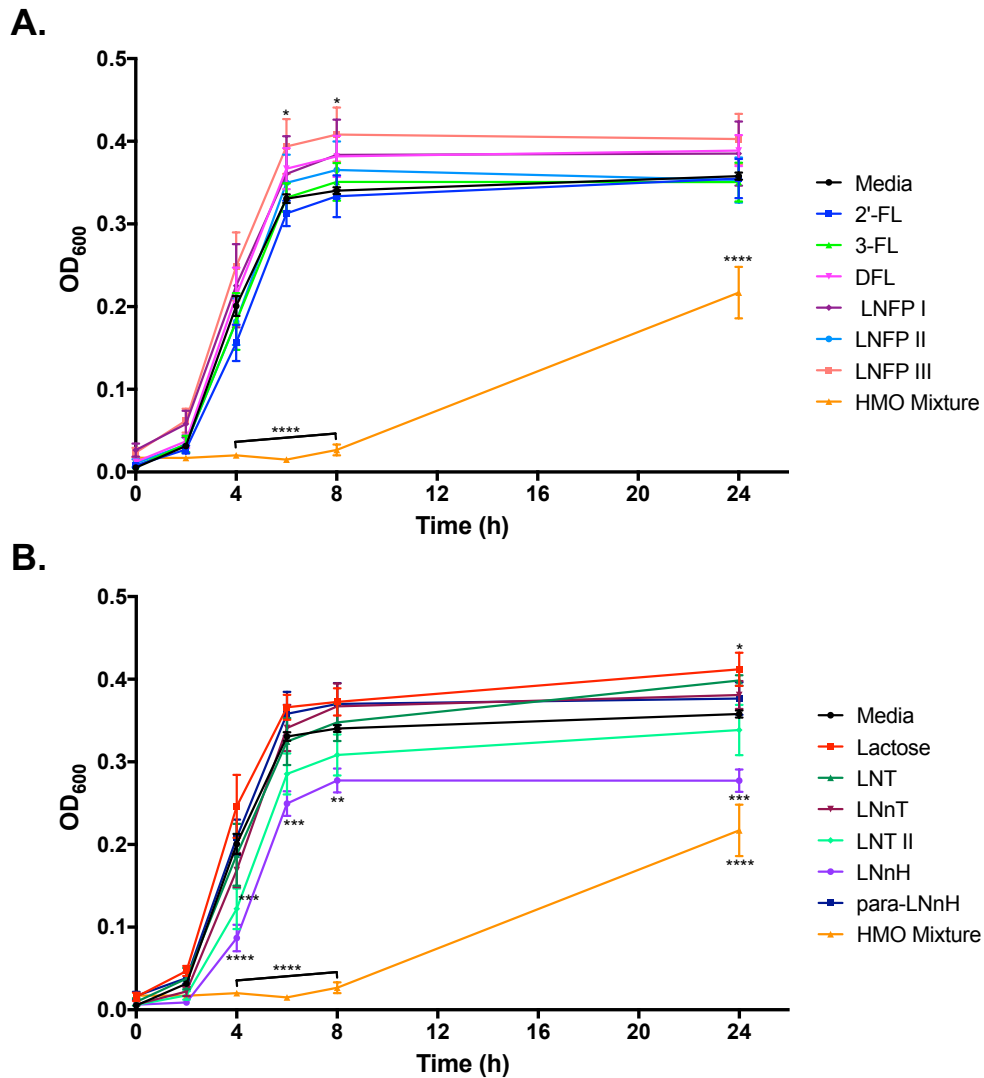 A.
0.5
0.4
0.3
0.2
0.1
0.0
OD600
0 4 8 12 16 20 24
Time (h)
* *
****
****
Media
2'-FL
3-FL
DFL
LNFP I
LNFP II
LNFP III
HMO Mixture
B.
0.5
0.4
0.3
0.2
0.1
0.0
OD600
0 4 8 12 16 20 24
Time (h)
*
***
**
***
***
****
****
****
Media
Lactose
LNT
LNnT
LNT II
LNnH
para-LNnH
HMO Mixture